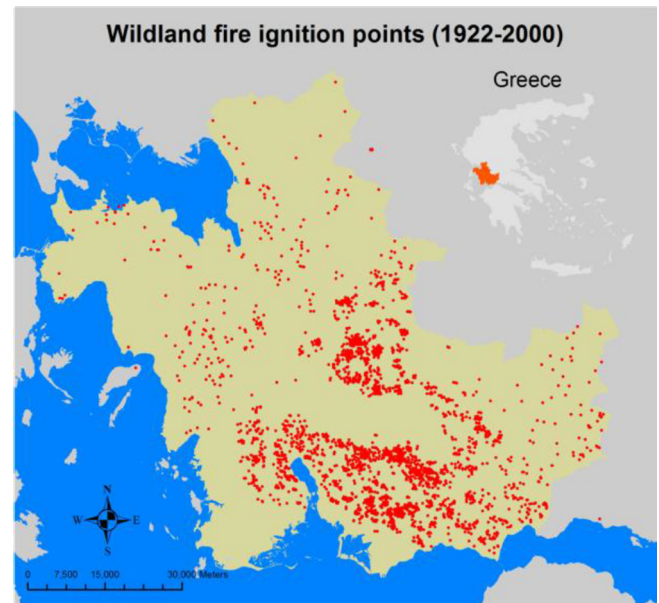 Wildland fire ignition points (1922-2000)
Greece
N
W E
S
0 7,500 15,000 30,000 Meters